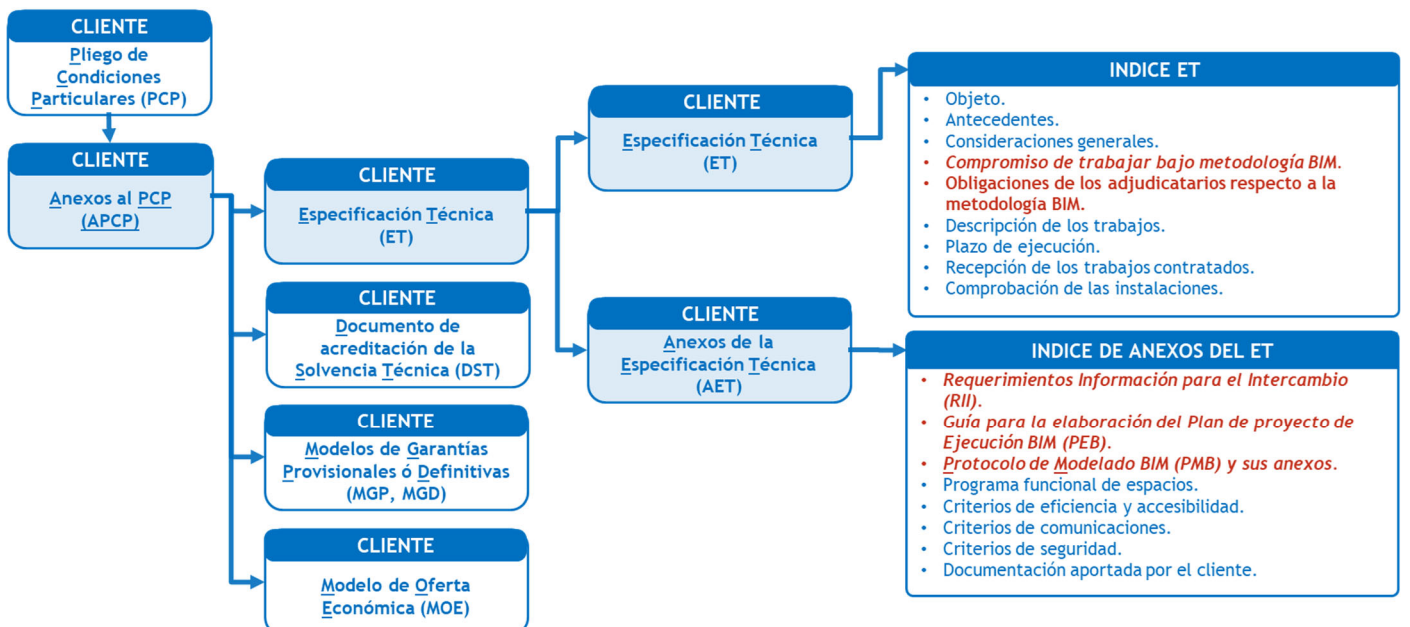 CLIENTE
Pliego de
Condiciones
Particulares (PCP)
CLIENTE
Anexos al PCP
(APCP)
CLIENTE
Especificación Técnica
(ET)
CLIENTE
Documento de
acreditación de la
Solvencia Técnica (DST)
CLIENTE
Modelos de Garantías
Provisionales ó Definitivas
(MGP, MGD)
CLIENTE
Modelo de Oferta
Económica (MOE)
CLIENTE
Especificación Técnica
(ET)
CLIENTE
Anexos de la
Especificación Técnica
(AET)
INDICE ET
• Objeto.
• Antecedentes.
• Consideraciones generales.
• Compromiso de trabajar bajo metodología BIM.
• Obligaciones de los adjudicatarios respecto a la
metodología BIM.
• Descripción de los trabajos.
• Plazo de ejecución.
• Recepción de los trabajos contratados.
• Comprobación de las instalaciones.
INDICE DE ANEXOS DEL ET
• Requerimientos Información para el Intercambio
(RII).
• Guía para la elaboración del Plan de proyecto de
Ejecución BIM (PEB).
• Protocolo de Modelado BIM (PMB) y sus anexos.
• Programa funcional de espacios.
• Criterios de eficiencia y accesibilidad.
• Criterios de comunicaciones.
• Criterios de seguridad.
• Documentación aportada por el cliente.